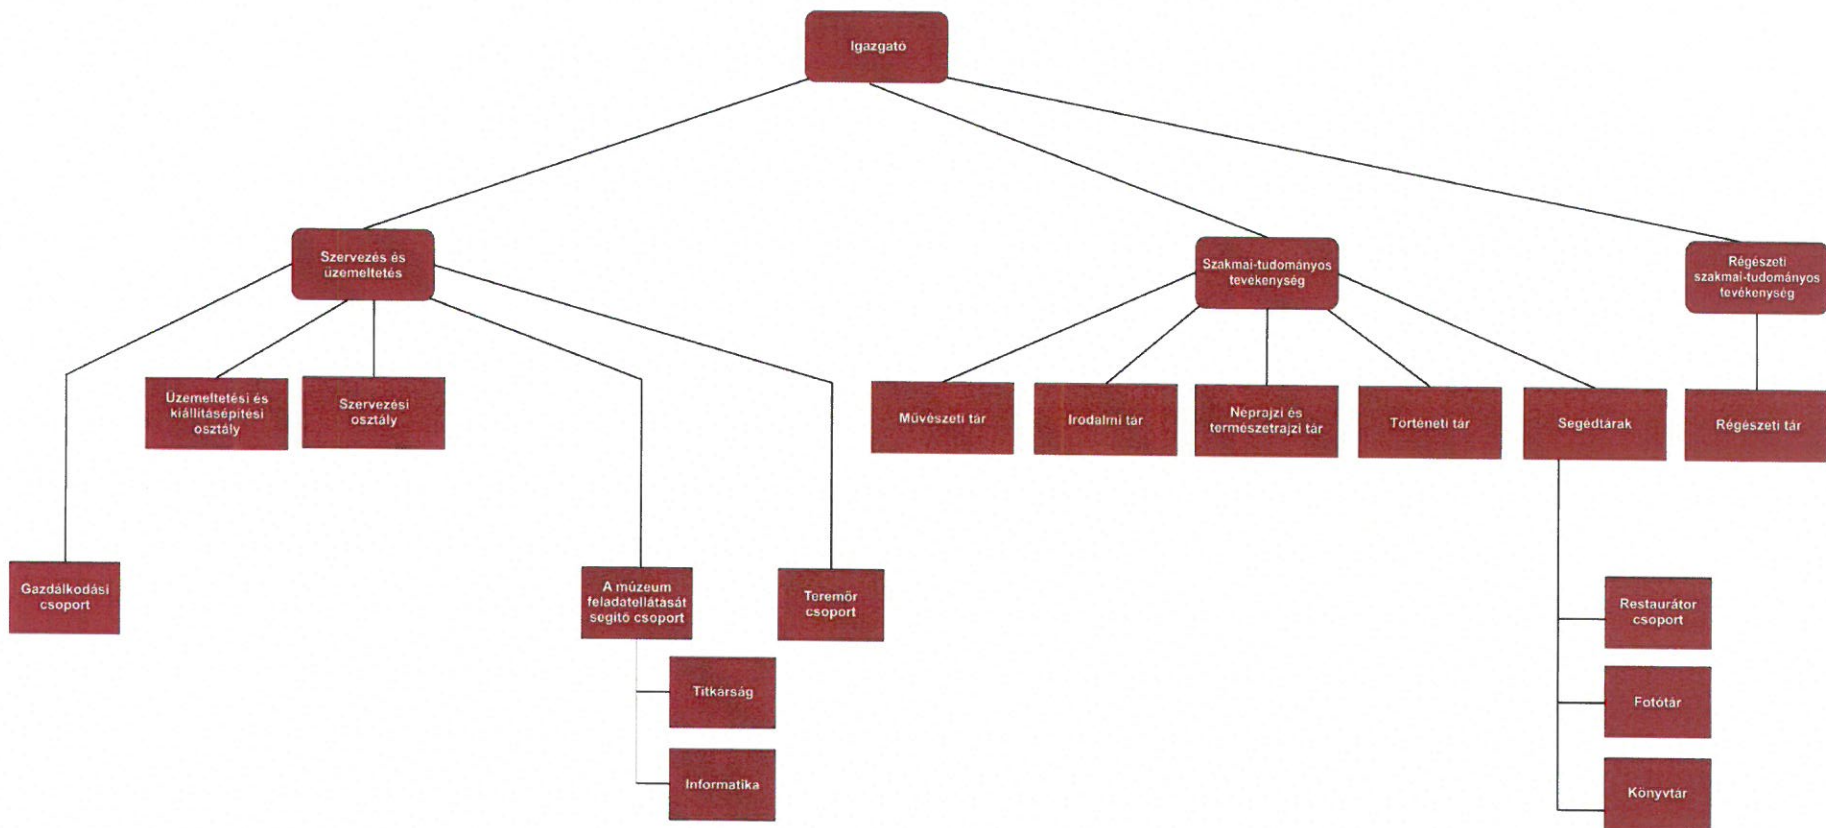 Igazgató
Szervezés és
üzemeltetés
Szakmai-tudományos
tevékenység
Régészeti
szakmai-tudományos
tevékenység
Üzemeltetési és
kiállításépítési
osztály
Szervezési
osztály
Művészeti tár
Irodalmi tár
Néprajzi és
természetrajzi tár
Történeti tár
Segédtárak
Régészeti tár
Gazdálkodási
csoport
A múzeum
feladatellátását
segítő csoport
Teremőr
csoport
Restaurátor
csoport
Titkárság
Fotótár
Informatika
Könyvtár